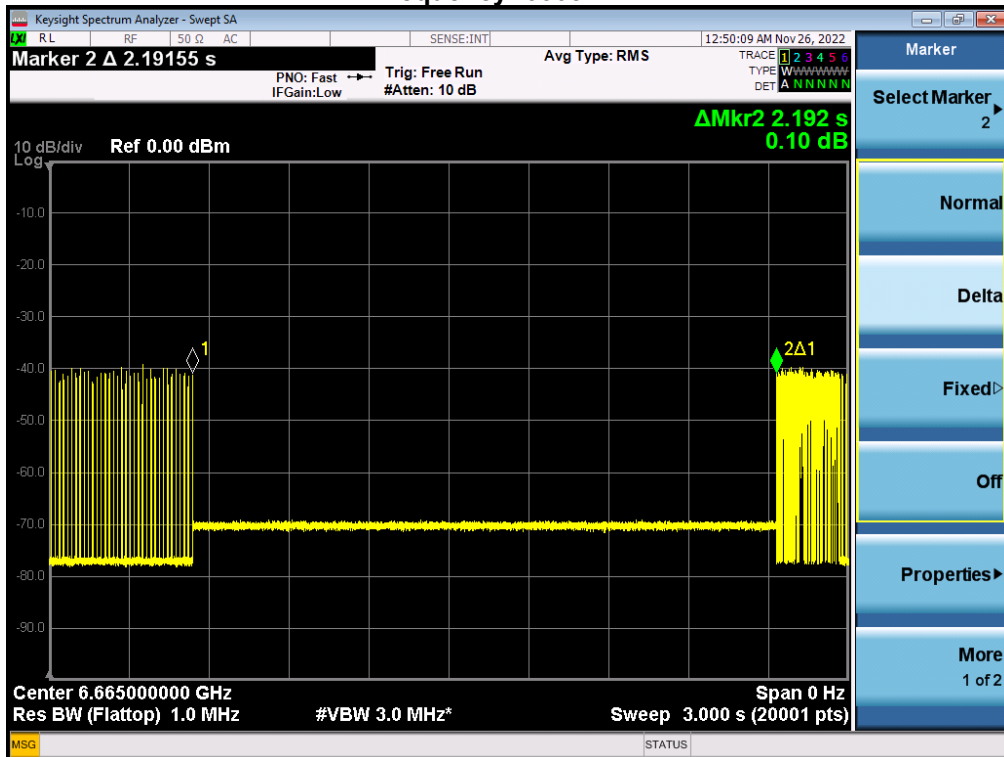 Keysight Spectrum Analyzer - Swept SA
LXI RL RF 50 Ω AC SENSE:INT 12:50:09 AM Nov 26, 2022
Marker 2 Δ 2.19155 s
PNO: Fast
IFGain:Low
Trig: Free Run
#Atten: 10 dB
Avg Type: RMS
TRACE 1 2 3 4 5 6
TYPE WWWWWW
DET A N N N N N
ΔMkr2 2.192 s
0.10 dB
10 dB/div Ref 0.00 dBm
Log
-10.0
-20.0
-30.0
-40.0
-50.0
-60.0
-70.0
-80.0
-90.0
1
2Δ1
Center 6.665000000 GHz Span 0 Hz
Res BW (Flattop) 1.0 MHz #VBW 3.0 MHz* Sweep 3.000 s (20001 pts)
MSG STATUS
Marker
Select Marker
2
Normal
Delta
Fixed
Off
Properties
More
1 of 2